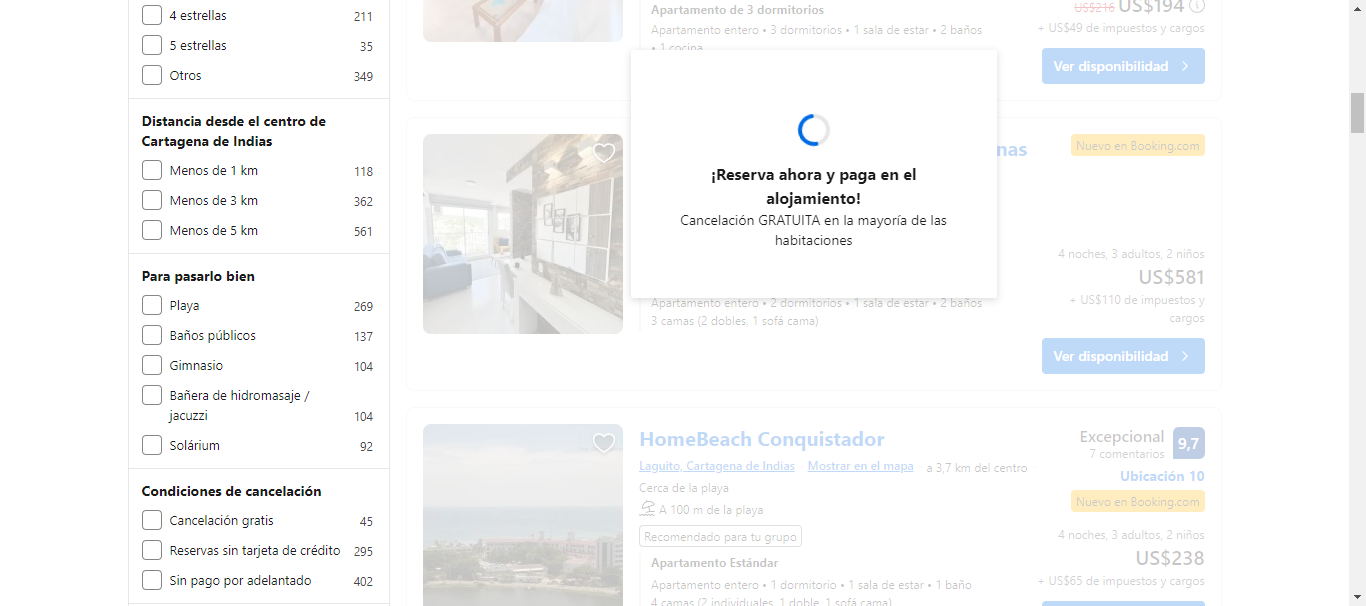 4 estrellas 211
5 estrellas 35
Otros 349
Distancia desde el centro de
Cartagena de Indias
Menos de 1 km 118
Menos de 3 km 362
Menos de 5 km 561
Para pasarlo bien
Playa 269
Baños públicos 137
Gimnasio 104
Bañera de hidromasaje /
jacuzzi 104
Solárium 92
Condiciones de cancelación
Cancelación gratis 45
Reservas sin tarjeta de crédito 295
Sin pago por adelantado 402
Apartamento de 3 dormitorios
Apartamento entero • 3 dormitorios • 1 sala de estar • 2 baños
• 1 cocina
US$216 US$194
+ US$49 de impuestos y cargos
Ver disponibilidad
¡Reserva ahora y paga en el
alojamiento!
Cancelación GRATUITA en la mayoría de las
habitaciones
Nuevo en Booking.com
Apartamento entero • 2 dormitorios • 1 sala de estar • 2 baños
3 camas (2 dobles, 1 sofá cama)
4 noches, 3 adultos, 2 niños
US$581
+ US$110 de impuestos y
cargos
Ver disponibilidad
HomeBeach Conquistador
Laguito, Cartagena de Indias Mostrar en el mapa a 3,7 km del centro
Cerca de la playa
A 100 m de la playa
Recomendado para tu grupo
Apartamento Estándar
Apartamento entero • 1 dormitorio • 1 sala de estar • 1 baño
4 camas (2 individuales, 1 doble, 1 sofá cama)
Excepcional 9,7
7 comentarios
Ubicación 10
Nuevo en Booking.com
4 noches, 3 adultos, 2 niños
US$238
+ US$65 de impuestos y cargos